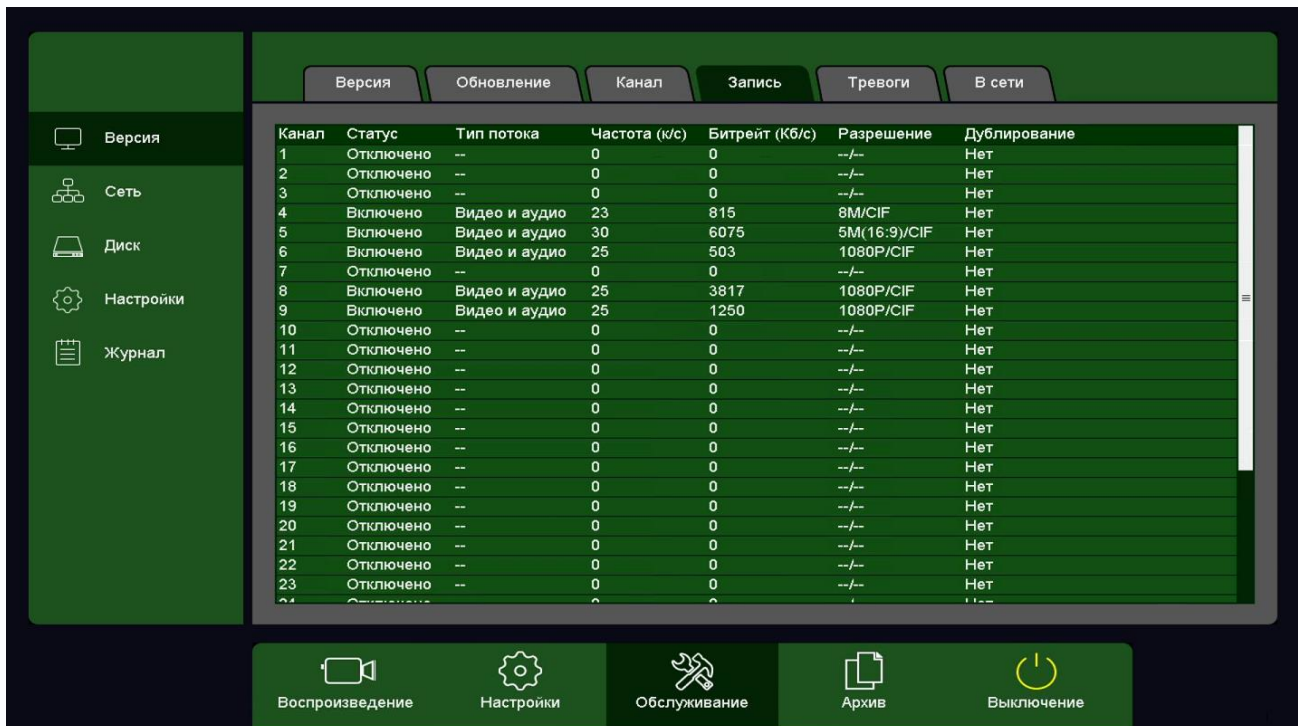 Версия Обновление Канал Запись Тревоги В сети
Версия
Сеть
Диск
Настройки
Журнал
Канал Статус Тип потока Частота (к/с) Битрейт (Кб/с) Разрешение Дублирование
1 Отключено -- 0 0 --/-- Нет
2 Отключено -- 0 0 --/-- Нет
3 Отключено -- 0 0 --/-- Нет
4 Включено Видео и аудио 23 815 8M/CIF Нет
5 Включено Видео и аудио 30 6075 5M(16:9)/CIF Нет
6 Включено Видео и аудио 25 503 1080P/CIF Нет
7 Отключено -- 0 0 --/-- Нет
8 Включено Видео и аудио 25 3817 1080P/CIF Нет
9 Включено Видео и аудио 25 1250 1080P/CIF Нет
10 Отключено -- 0 0 --/-- Нет
11 Отключено -- 0 0 --/-- Нет
12 Отключено -- 0 0 --/-- Нет
13 Отключено -- 0 0 --/-- Нет
14 Отключено -- 0 0 --/-- Нет
15 Отключено -- 0 0 --/-- Нет
16 Отключено -- 0 0 --/-- Нет
17 Отключено -- 0 0 --/-- Нет
18 Отключено -- 0 0 --/-- Нет
19 Отключено -- 0 0 --/-- Нет
20 Отключено -- 0 0 --/-- Нет
21 Отключено -- 0 0 --/-- Нет
22 Отключено -- 0 0 --/-- Нет
23 Отключено -- 0 0 --/-- Нет
Воспроизведение Настройки Обслуживание Архив Выключение